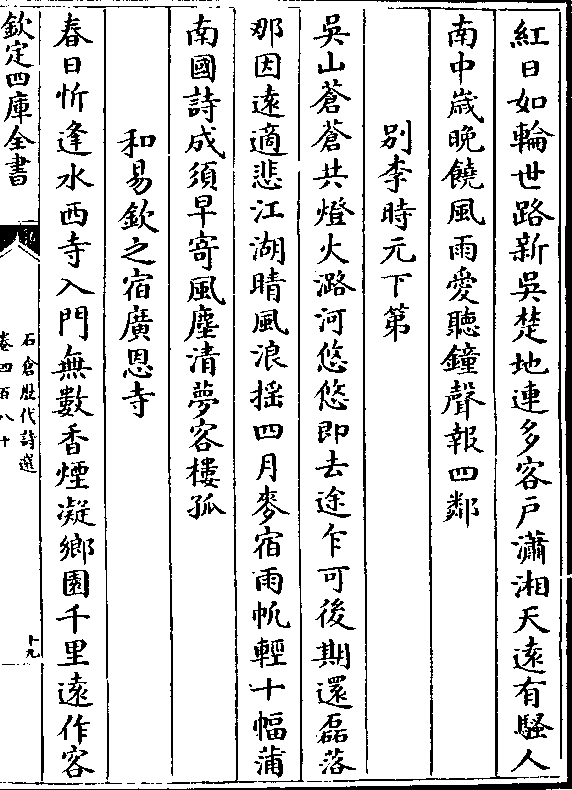 紅日如輪世路新吳楚地連多客戸瀟湘天遠有騷人
南中嵗晚饒風雨愛聽鐘聲報四鄰
别李時元下第
吳山蒼蒼共燈火潞河悠悠即去途乍可後期還磊落
那因遠適悲江湖晴風浪揺四月麥宿雨帆輕十幅蒲
南國詩成須早寄風塵清夢客樓孤
和易欽之宿廣恩寺
春日忻逢水西寺入門無數香煙凝鄉園千里遠作客
欽定四庫全書
石倉歴代詩選
卷四百八十
十九